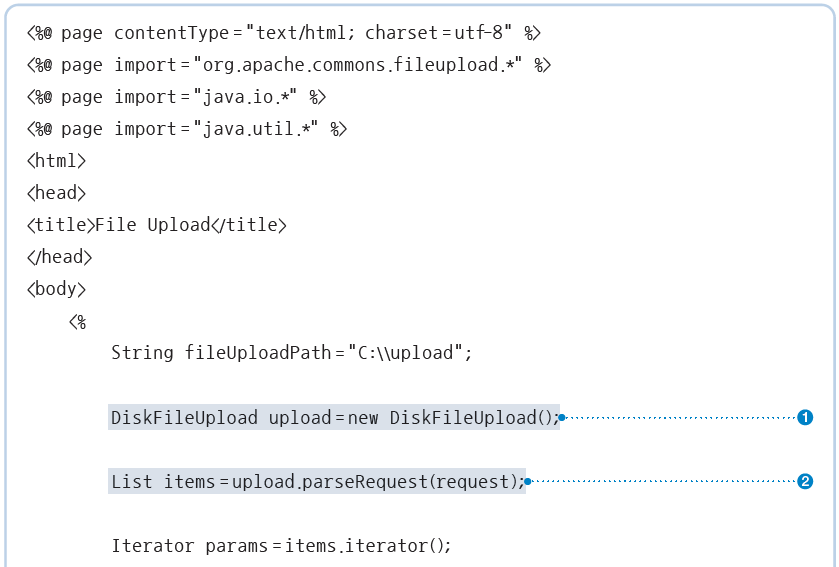 <%@ page contentType="text/html; charset=utf-8" %>
<%@ page import="org.apache.commons.fileupload.*" %>
<%@ page import="java.io.*" %>
<%@ page import="java.util.*" %>
<html>
<head>
<title>File Upload</title>
</head>
<body>
<%
String fileUploadPath="C:\\upload";
DiskFileUpload upload=new DiskFileUpload(); ❶
List items=upload.parseRequest(request); ❷
Iterator params=items.iterator();